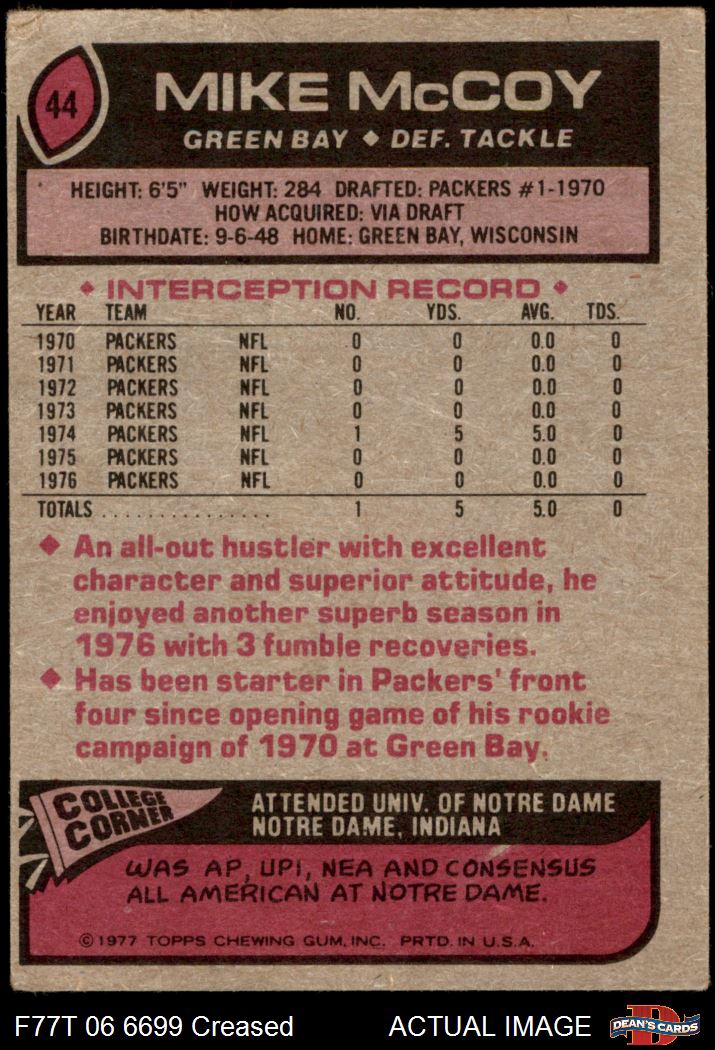 44
MIKE McCOY
GREEN BAY ◆ DEF. TACKLE
HEIGHT: 6'5" WEIGHT: 284 DRAFTED: PACKERS #1-1970
HOW ACQUIRED: VIA DRAFT
BIRTHDATE: 9-6-48 HOME: GREEN BAY, WISCONSIN
◆ INTERCEPTION RECORD ◆
YEAR TEAM NO. YDS. AVG. TDS.
1970 PACKERS NFL 0 0 0.0 0
1971 PACKERS NFL 0 0 0.0 0
1972 PACKERS NFL 0 0 0.0 0
1973 PACKERS NFL 0 0 0.0 0
1974 PACKERS NFL 1 5 5.0 0
1975 PACKERS NFL 0 0 0.0 0
1976 PACKERS NFL 0 0 0.0 0
TOTALS . . . . . . . . . . . . . . . 1 5 5.0 0
◆ An all-out hustler with excellent
character and superior attitude, he
enjoyed another superb season in
1976 with 3 fumble recoveries.
◆ Has been starter in Packers' front
four since opening game of his rookie
campaign of 1970 at Green Bay.
COLLEGE
CORNER
ATTENDED UNIV. OF NOTRE DAME
NOTRE DAME, INDIANA
WAS AP, UPI, NEA AND CONSENSUS
ALL AMERICAN AT NOTRE DAME.
©1977 TOPPS CHEWING GUM, INC. PRTD. IN U.S.A.
F77T 06 6699 Creased ACTUAL IMAGE
D
DEAN'S CARDS